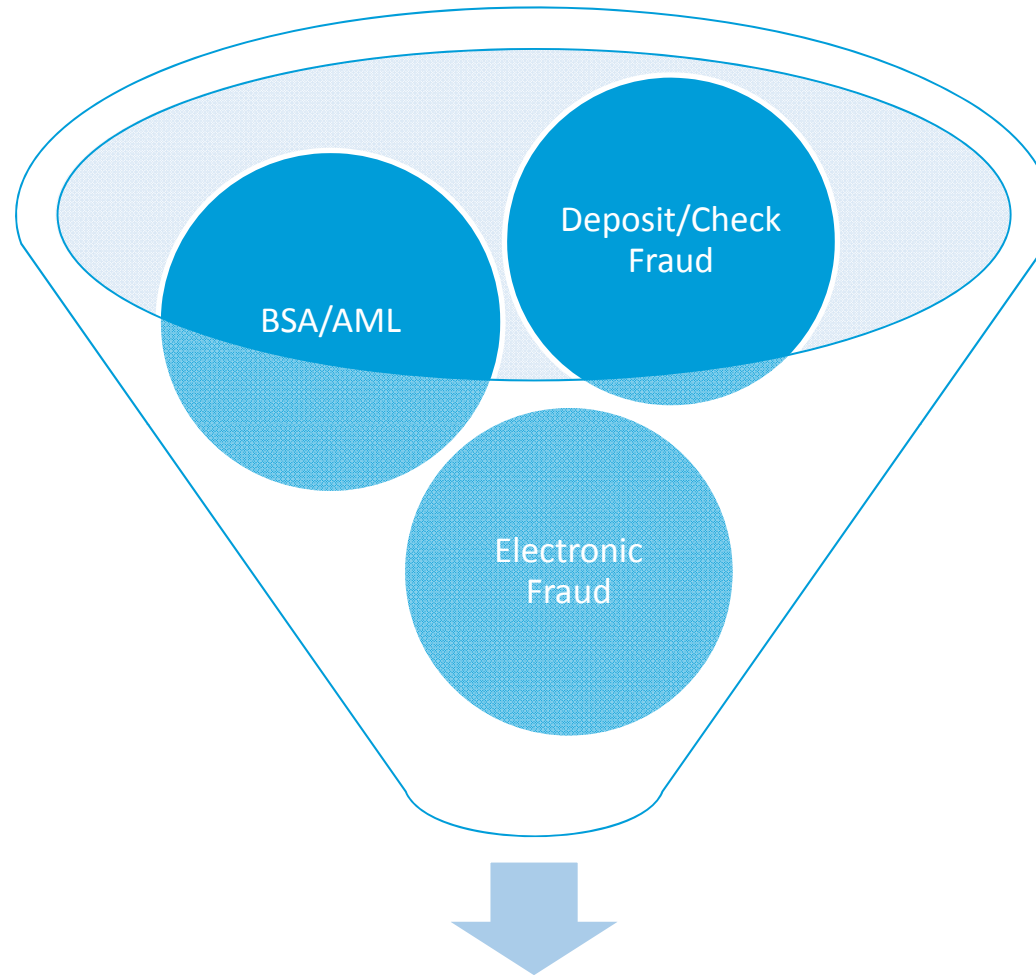 Deposit/Check
Fraud
BSA/AML
Electronic
Fraud